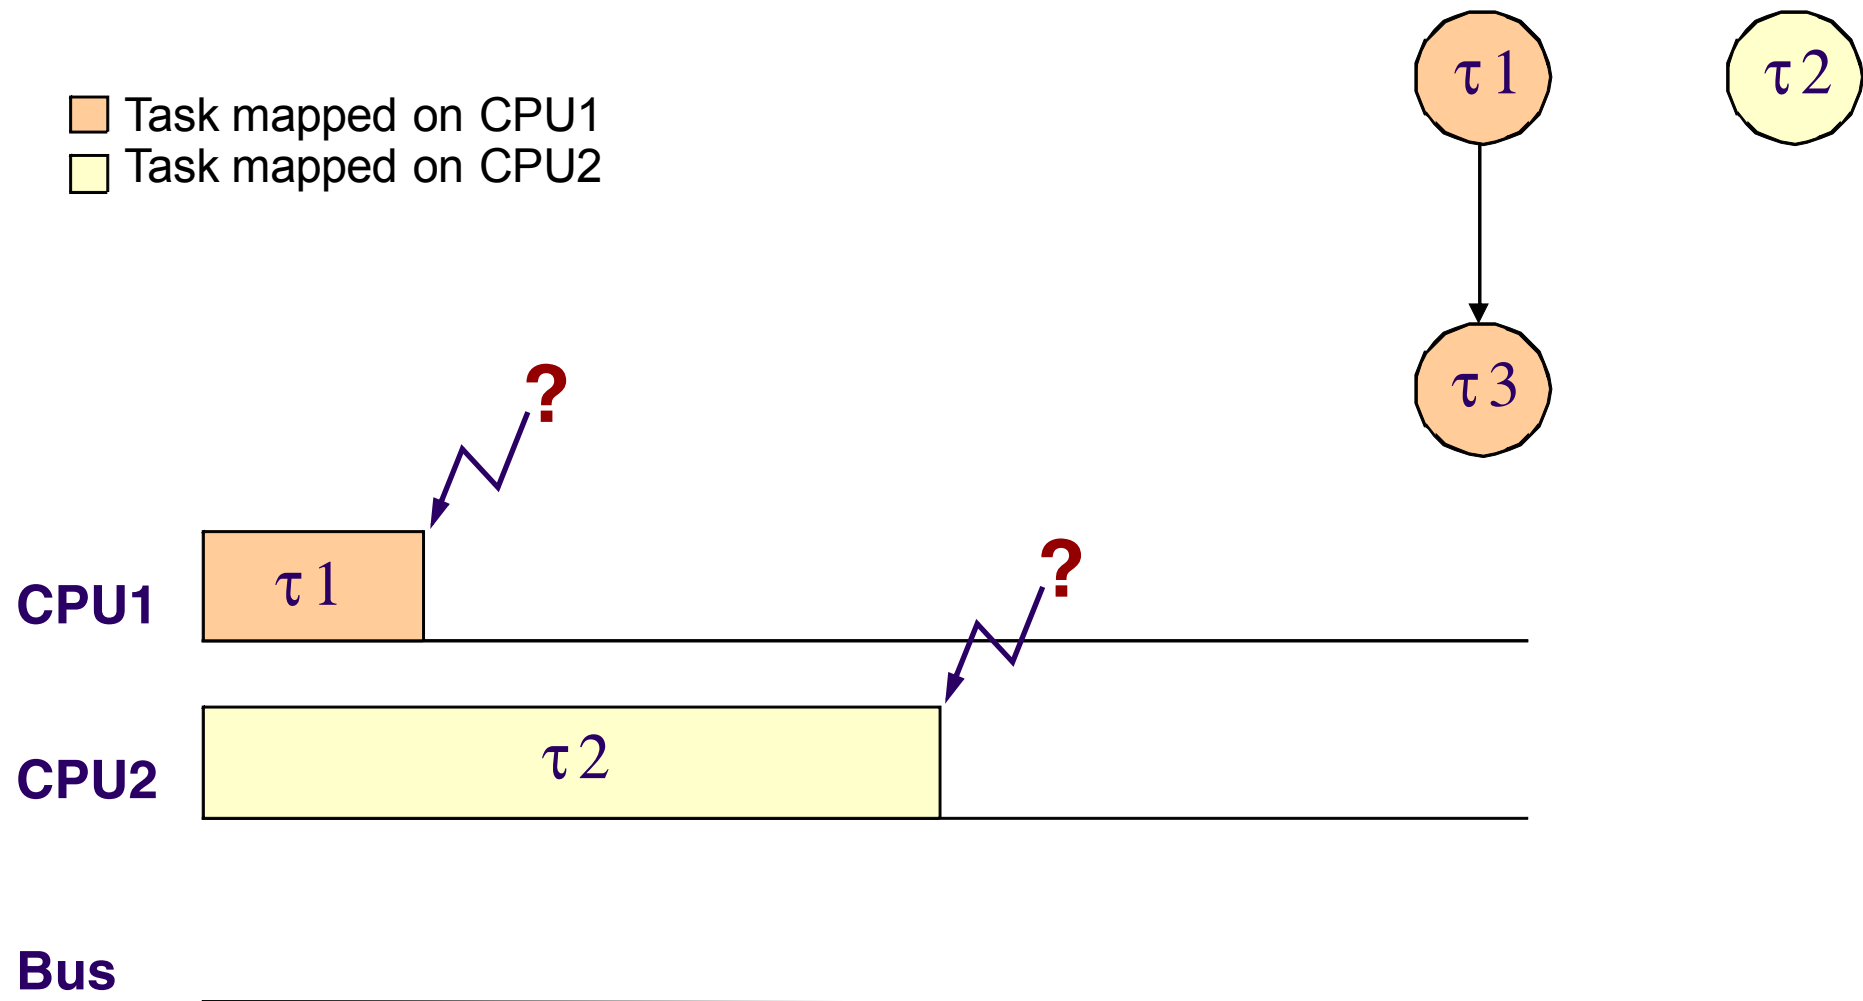 τ1
τ2
Task mapped on CPU1
Task mapped on CPU2
τ3
?
?
CPU1
τ1
CPU2
τ2
Bus